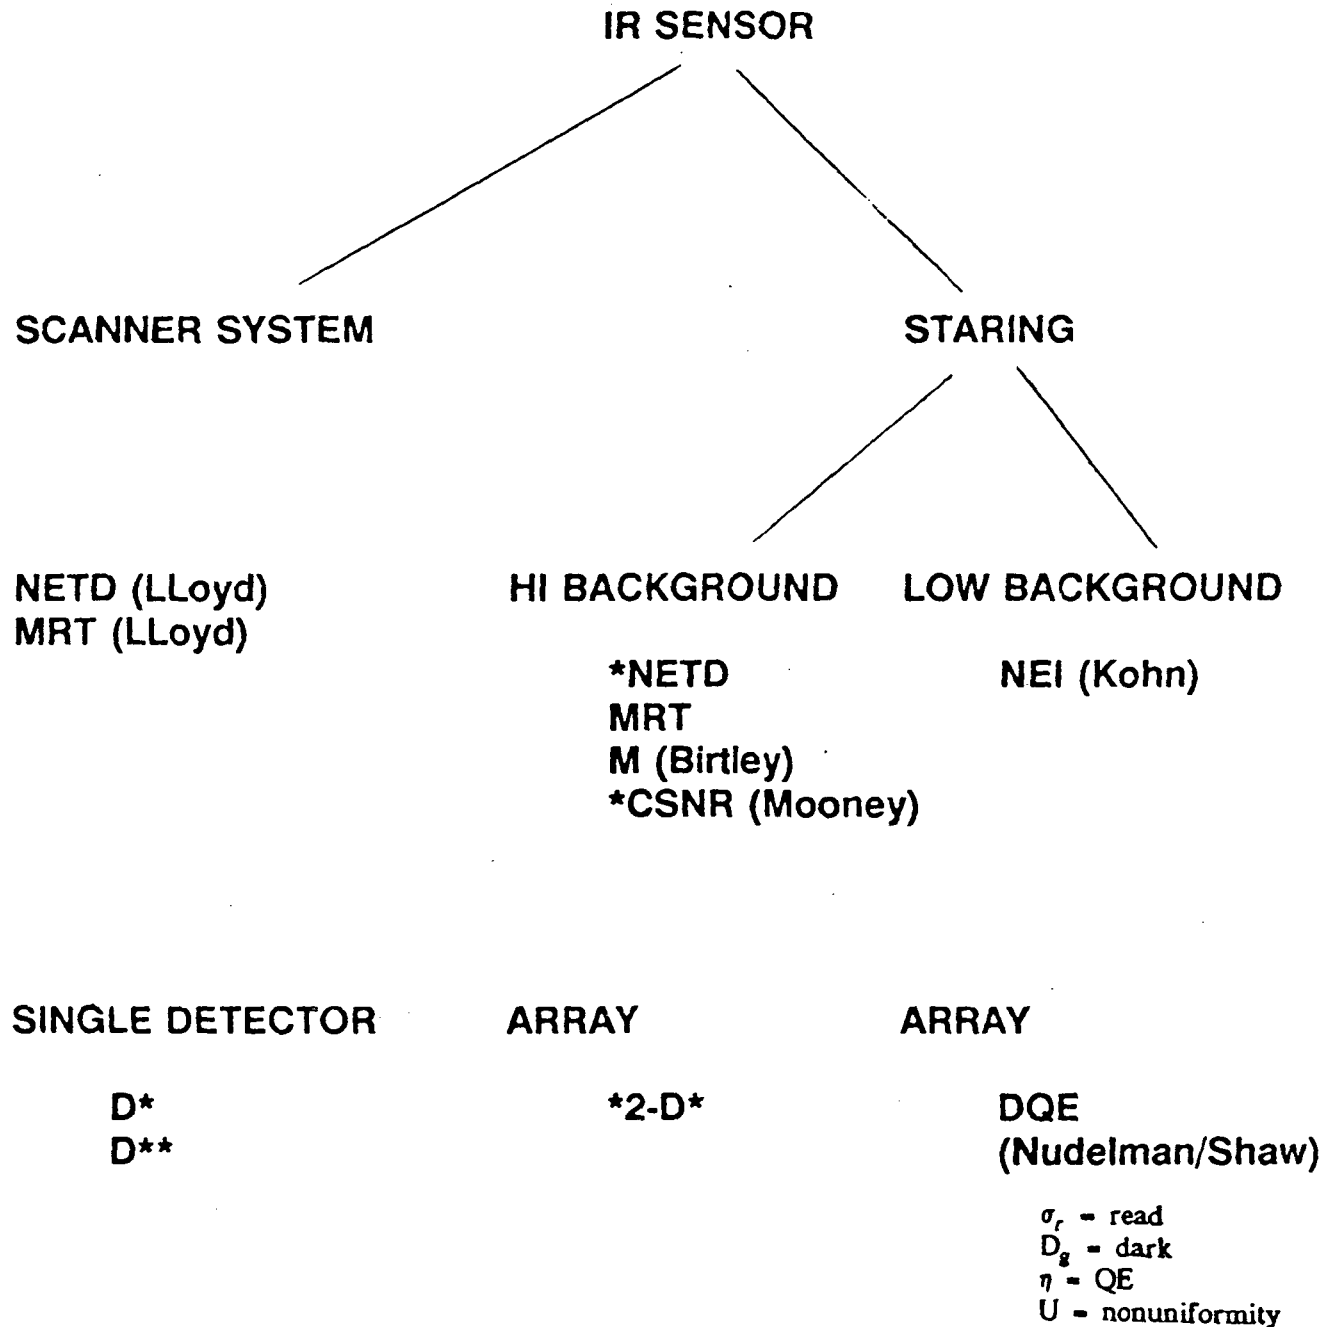 IR SENSOR
SCANNER SYSTEM
STARING
NETD (LLoyd)
MRT (LLoyd)
HI BACKGROUND
*NETD
MRT
M (Birtley)
*CSNR (Mooney)
LOW BACKGROUND
NEI (Kohn)
SINGLE DETECTOR
D*
D**
ARRAY
*2-D*
ARRAY
DQE
(Nudelman/Shaw)
σr = read
Dg = dark
η = QE
U = nonuniformity